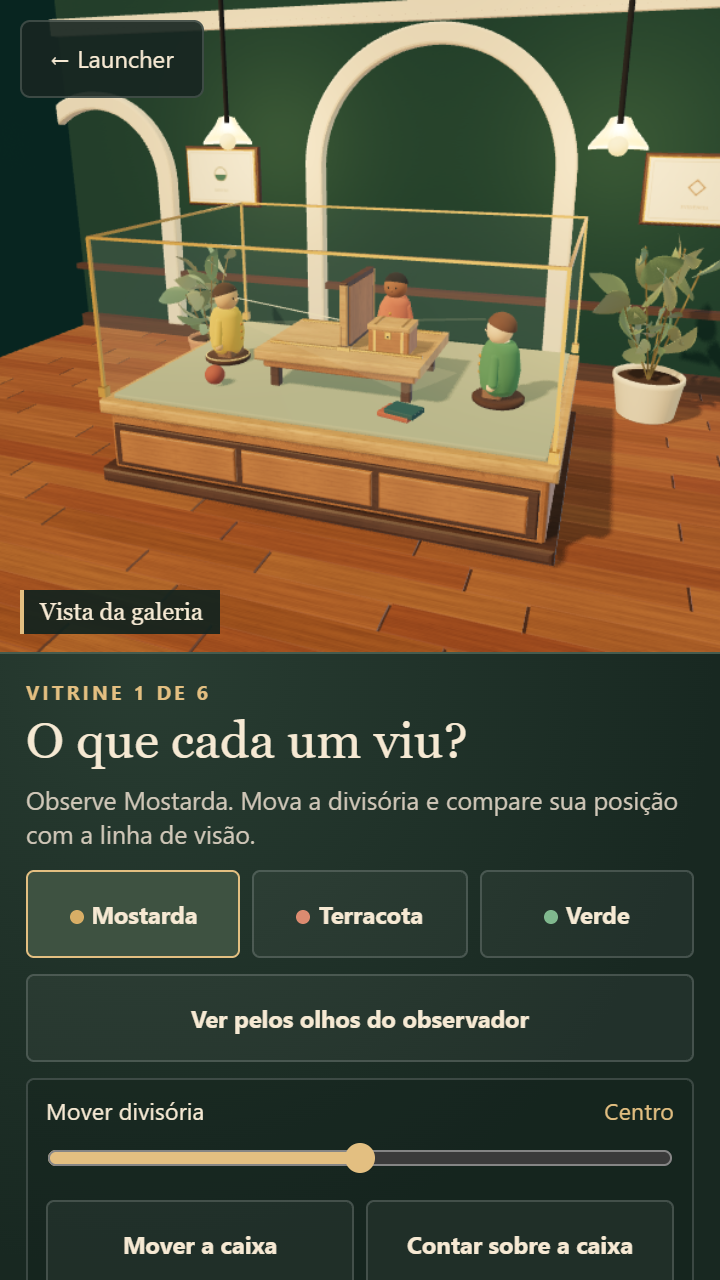 ← Launcher
Vista da galeria
VITRINE 1 DE 6
O que cada um viu?
Observe Mostarda. Mova a divisória e compare sua posição
com a linha de visão.
Mostarda
Terracota
Verde
Ver pelos olhos do observador
Mover divisória
Centro
Mover a caixa
Contar sobre a caixa